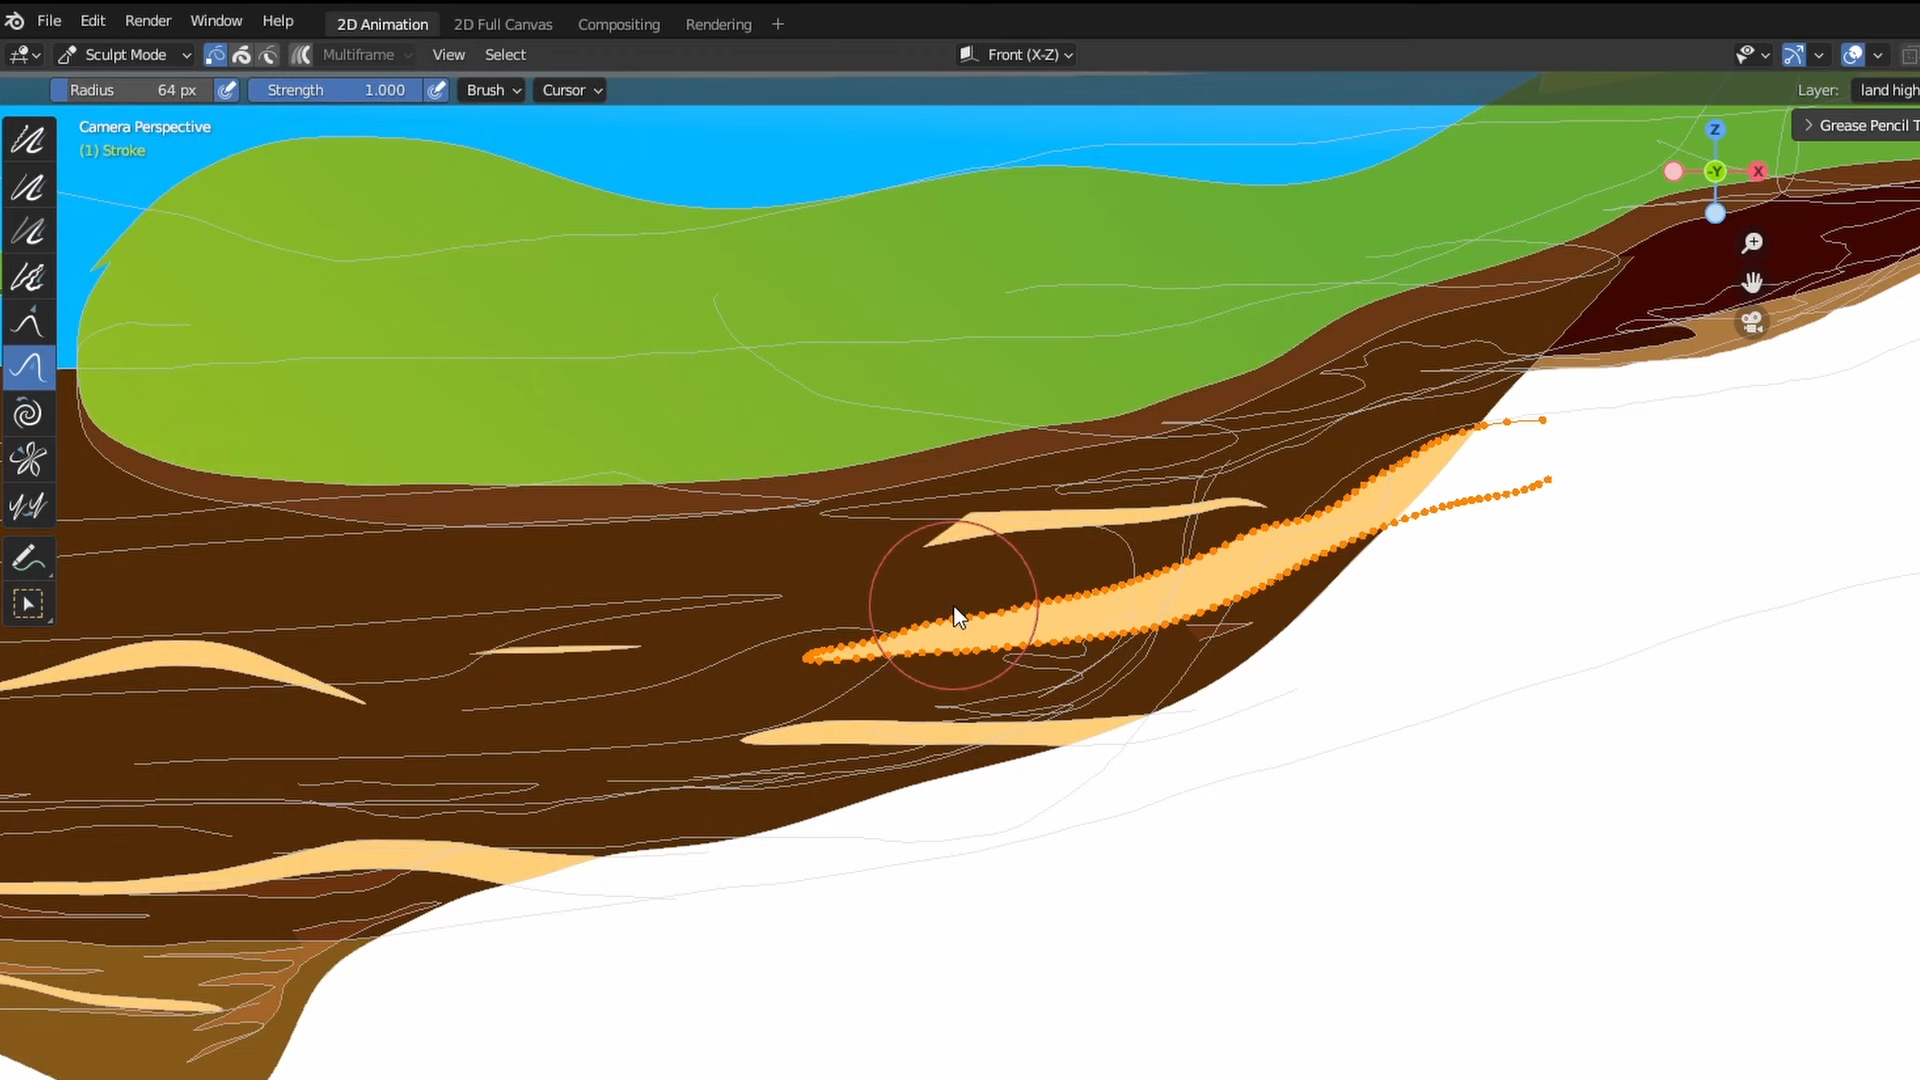 File Edit Render Window Help 2D Animation 2D Full Canvas Compositing Rendering +
Sculpt Mode Multiframe View Select Front (X-Z)
Radius 64 px Strength 1.000 Brush Cursor Layer: land high
Camera Perspective
(1) Stroke
Grease Pencil T
Z
-Y X